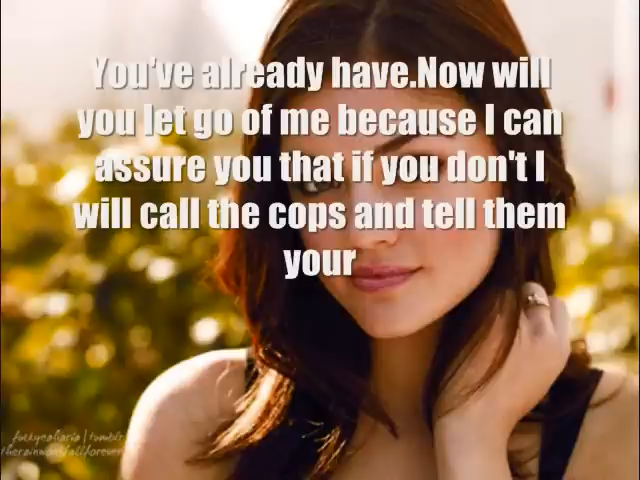 You've already have.Now will
you let go of me because I can
assure you that if you don't I
will call the cops and tell them
your
| tumblr